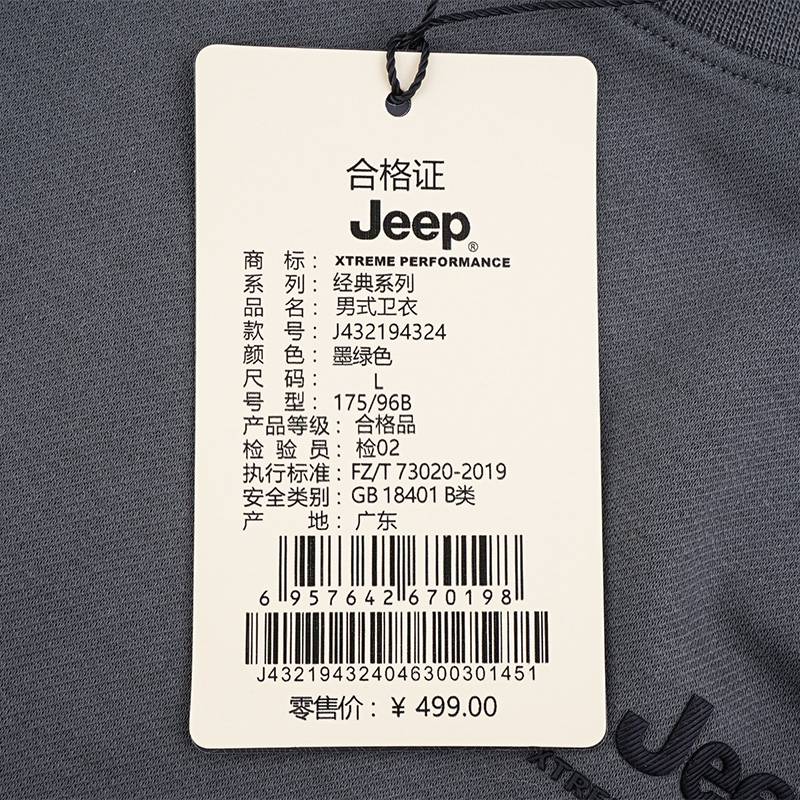 合格证
Jeep®
商标：XTREME PERFORMANCE
系列：经典系列
品名：男式卫衣
款号：J432194324
颜色：墨绿色
尺码：L
号型：175/96B
产品等级：合格品
检验员：检02
执行标准：FZ/T 73020-2019
安全类别：GB 18401 B类
产地：广东
6 957642 670198
J432194324046300301451
零售价：￥ 499.00
Jeep
XTREME